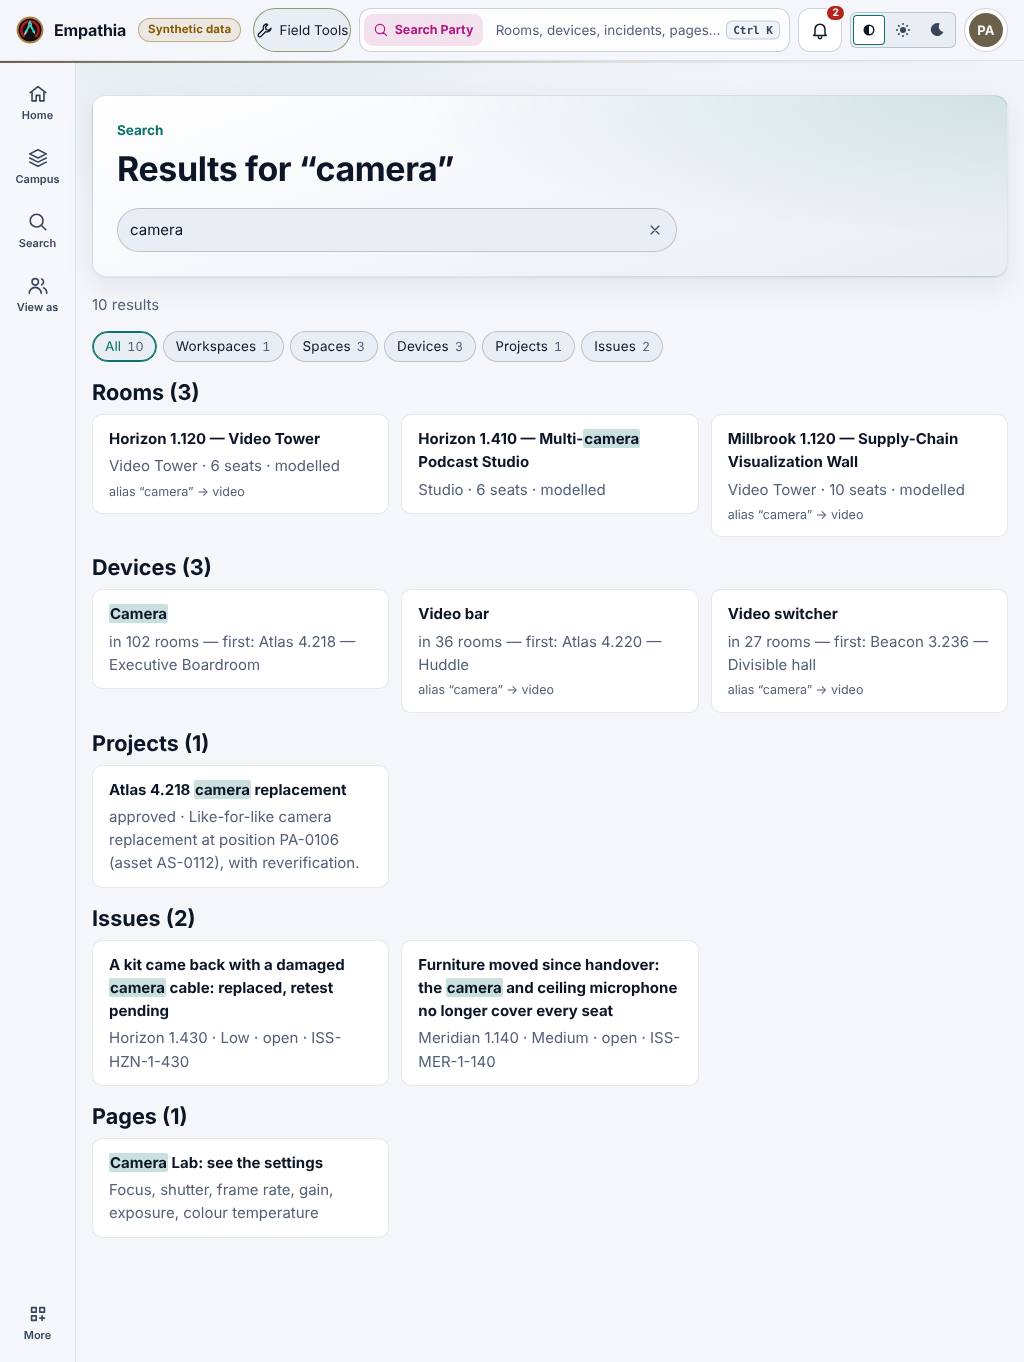 Empathia
Synthetic data
Field Tools
Search Party
Rooms, devices, incidents, pages…
Ctrl K
2
PA
Home
Campus
Search
View as
More
Search
Results for “camera”
camera
10 results
All 10
Workspaces 1
Spaces 3
Devices 3
Projects 1
Issues 2
Rooms (3)
Horizon 1.120 — Video Tower
Video Tower · 6 seats · modelled
alias “camera” → video
Horizon 1.410 — Multi-camera
Podcast Studio
Studio · 6 seats · modelled
Millbrook 1.120 — Supply-Chain
Visualization Wall
Video Tower · 10 seats · modelled
alias “camera” → video
Devices (3)
Camera
in 102 rooms — first: Atlas 4.218 —
Executive Boardroom
Video bar
in 36 rooms — first: Atlas 4.220 —
Huddle
alias “camera” → video
Video switcher
in 27 rooms — first: Beacon 3.236 —
Divisible hall
alias “camera” → video
Projects (1)
Atlas 4.218 camera replacement
approved · Like-for-like camera
replacement at position PA-0106
(asset AS-0112), with reverification.
Issues (2)
A kit came back with a damaged
camera cable: replaced, retest
pending
Horizon 1.430 · Low · open · ISS-
HZN-1-430
Furniture moved since handover:
the camera and ceiling microphone
no longer cover every seat
Meridian 1.140 · Medium · open · ISS-
MER-1-140
Pages (1)
Camera Lab: see the settings
Focus, shutter, frame rate, gain,
exposure, colour temperature